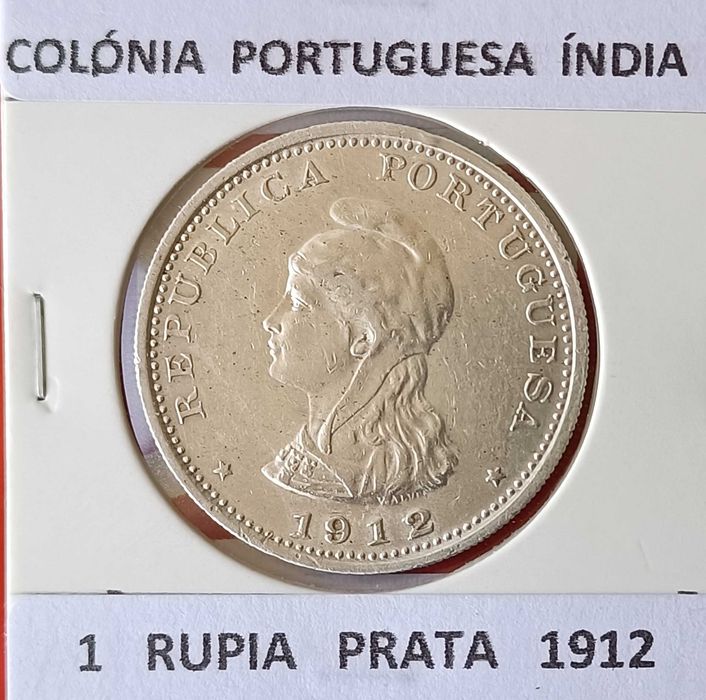 COLÓNIA PORTUGUESA ÍNDIA
REPUBLICA PORTUGUESA
1912
1 RUPIA PRATA 1912